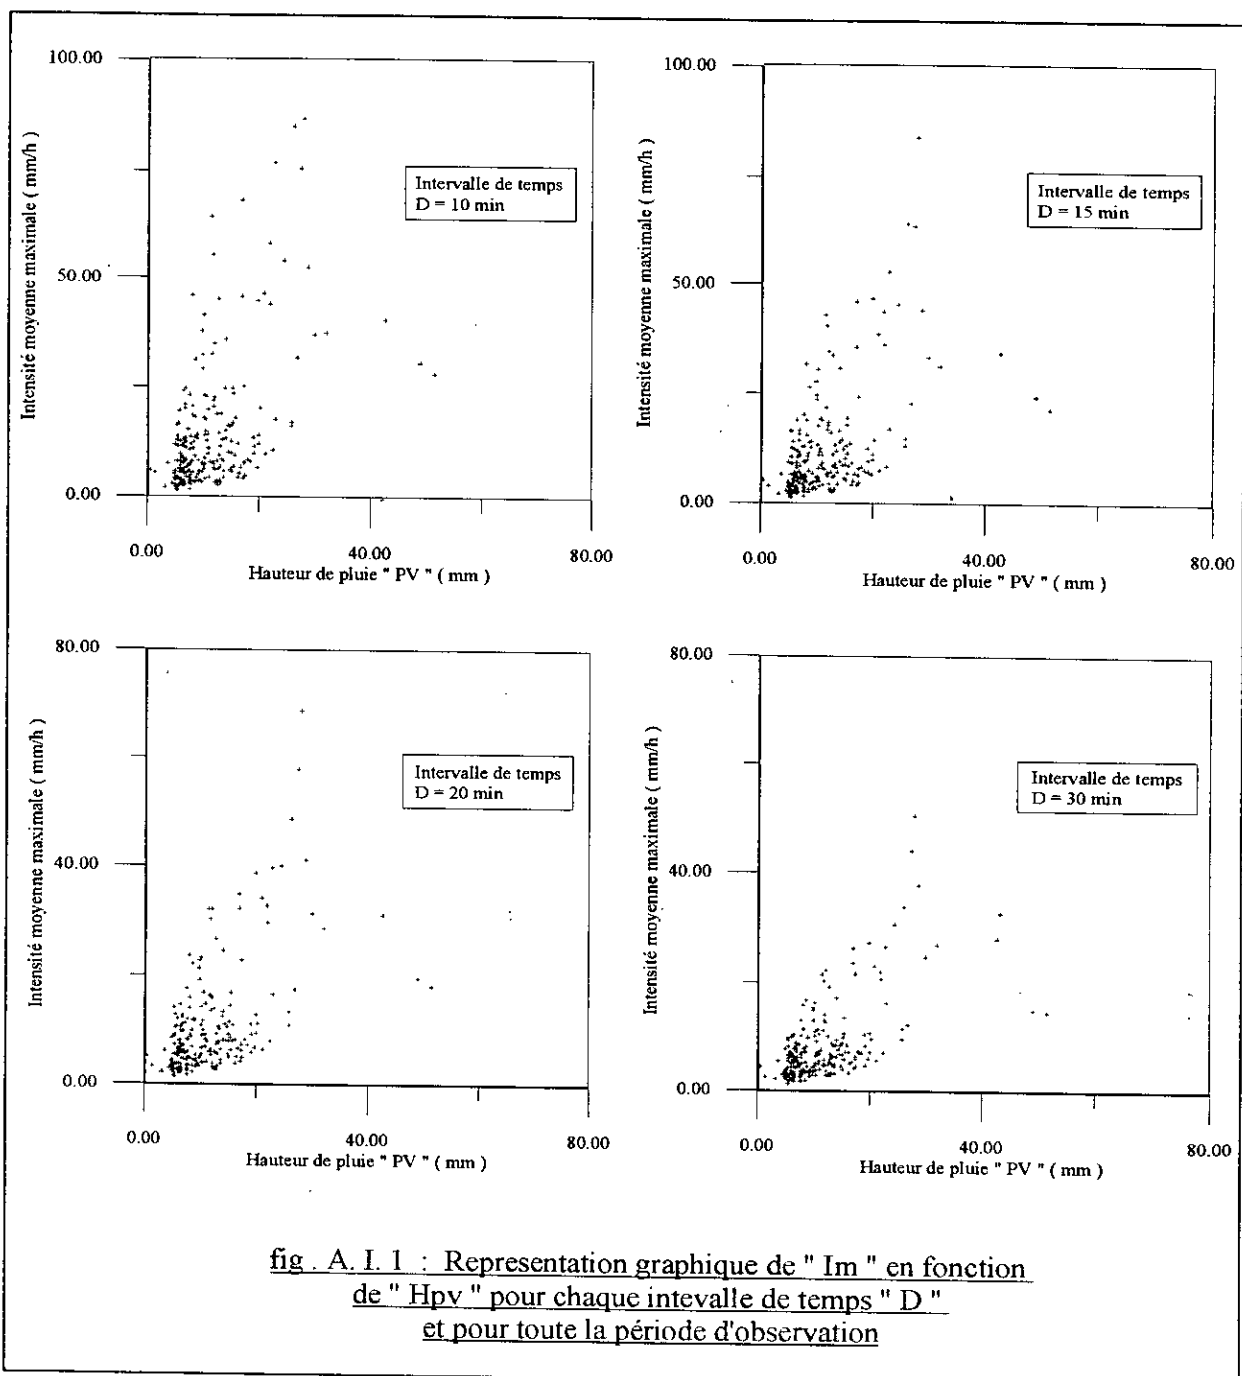 100.00
50.00
0.00
Intensité moyenne maximale ( mm/h )
Intervalle de temps
D = 10 min
0.00
40.00
80.00
Hauteur de pluie " PV " ( mm )
100.00
50.00
0.00
Intensité moyenne maximale ( mm/h )
Intervalle de temps
D = 15 min
0.00
40.00
80.00
Hauteur de pluie " PV " ( mm )
80.00
40.00
0.00
Intensité moyenne maximale ( mm/h )
Intervalle de temps
D = 20 min
0.00
40.00
80.00
Hauteur de pluie " PV " ( mm )
80.00
40.00
0.00
Intensité moyenne maximale ( mm/h )
Intervalle de temps
D = 30 min
0.00
40.00
80.00
Hauteur de pluie " PV " ( mm )
fig . A. I. 1 : Representation graphique de " Im " en fonction
de " Hpv " pour chaque intevalle de temps " D "
et pour toute la période d'observation